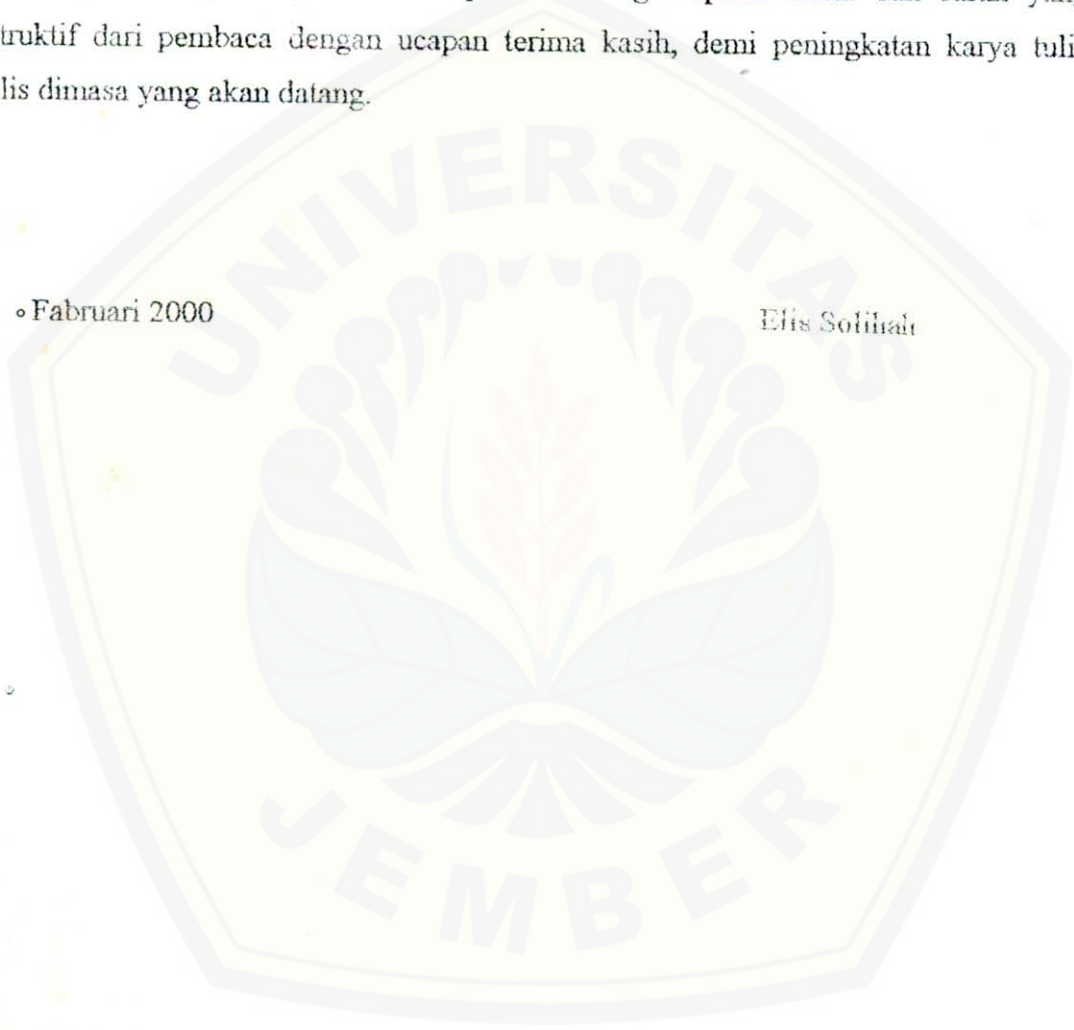 truktif dari pembaca dengan ucapan terima kasih, demi peningkatan karya tuli
lis dimasa yang akan datang.
Fabruari 2000
Elis Solihah
UNIVERSITAS
JEMBER